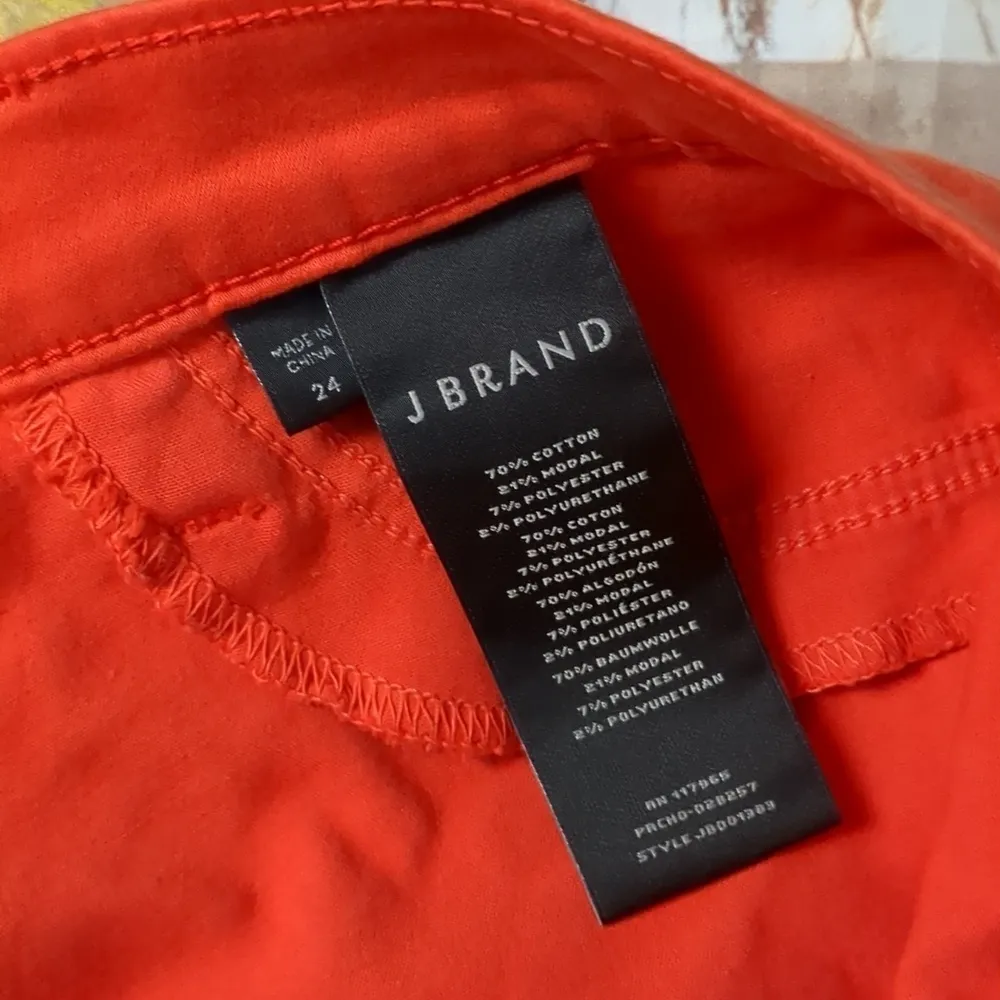 MADE IN
CHINA
24
J BRAND
70% COTTON
21% MODAL
7% POLYESTER
2% POLYURETHANE
70% COTON
21% MODAL
7% POLYESTER
2% POLYURÉTHANE
70% ALGODÓN
21% MODAL
7% POLIÉSTER
2% POLIURETANO
70% BAUMWOLLE
21% MODAL
7% POLYESTER
2% POLYURETHAN
RN 117965
PRCHO-028257
STYLE JB001383